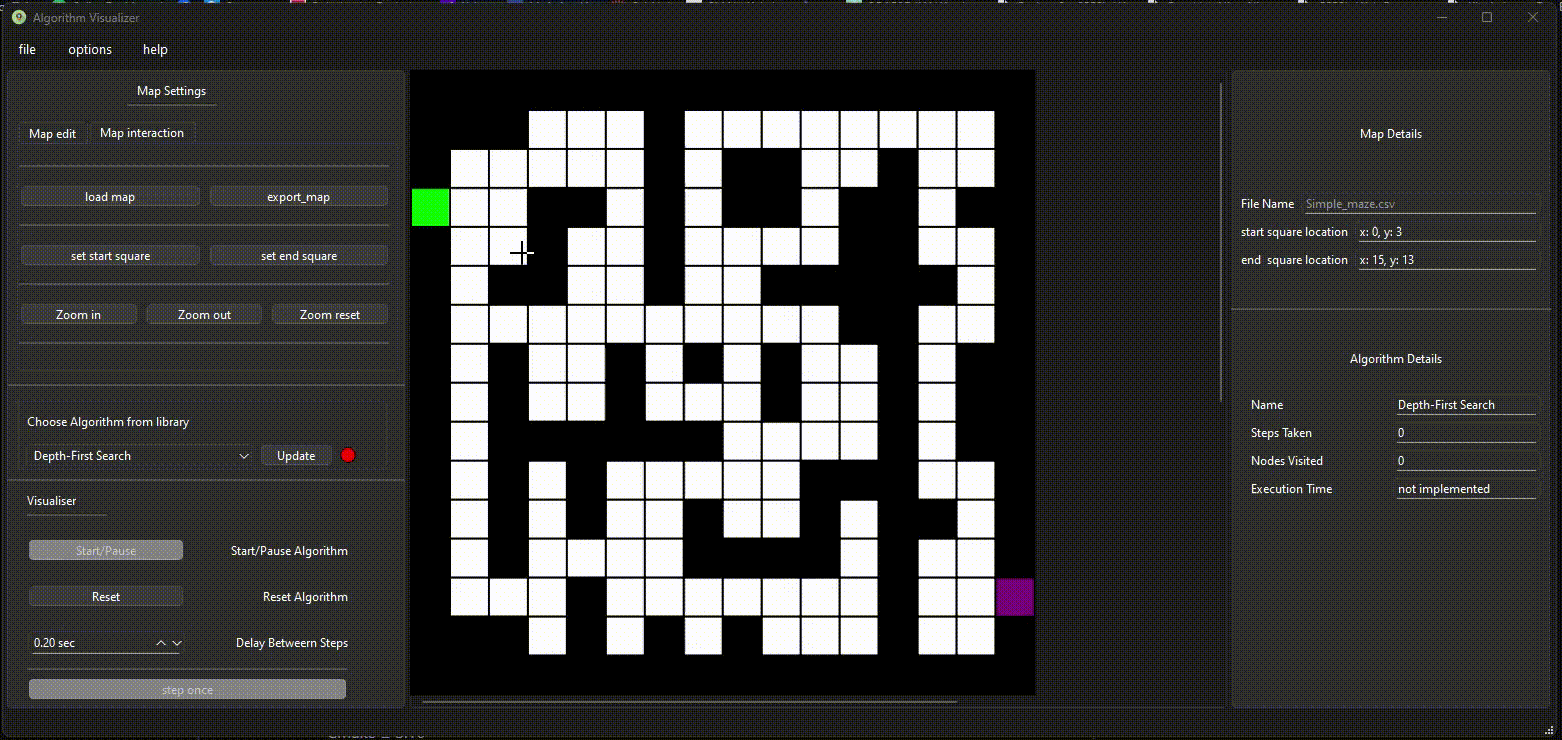 Algorithm Visualizer
file options help
Map Settings
Map edit Map interaction
load map export_map
set start square set end square
Zoom in Zoom out Zoom reset
Choose Algorithm from library
Depth-First Search Update
Visualiser
Start/Pause Start/Pause Algorithm
Reset Reset Algorithm
0.20 sec Delay Betweern Steps
step once
Map Details
File Name Simple_maze.csv
start square location x: 0, y: 3
end square location x: 15, y: 13
Algorithm Details
Name Depth-First Search
Steps Taken 0
Nodes Visited 0
Execution Time not implemented